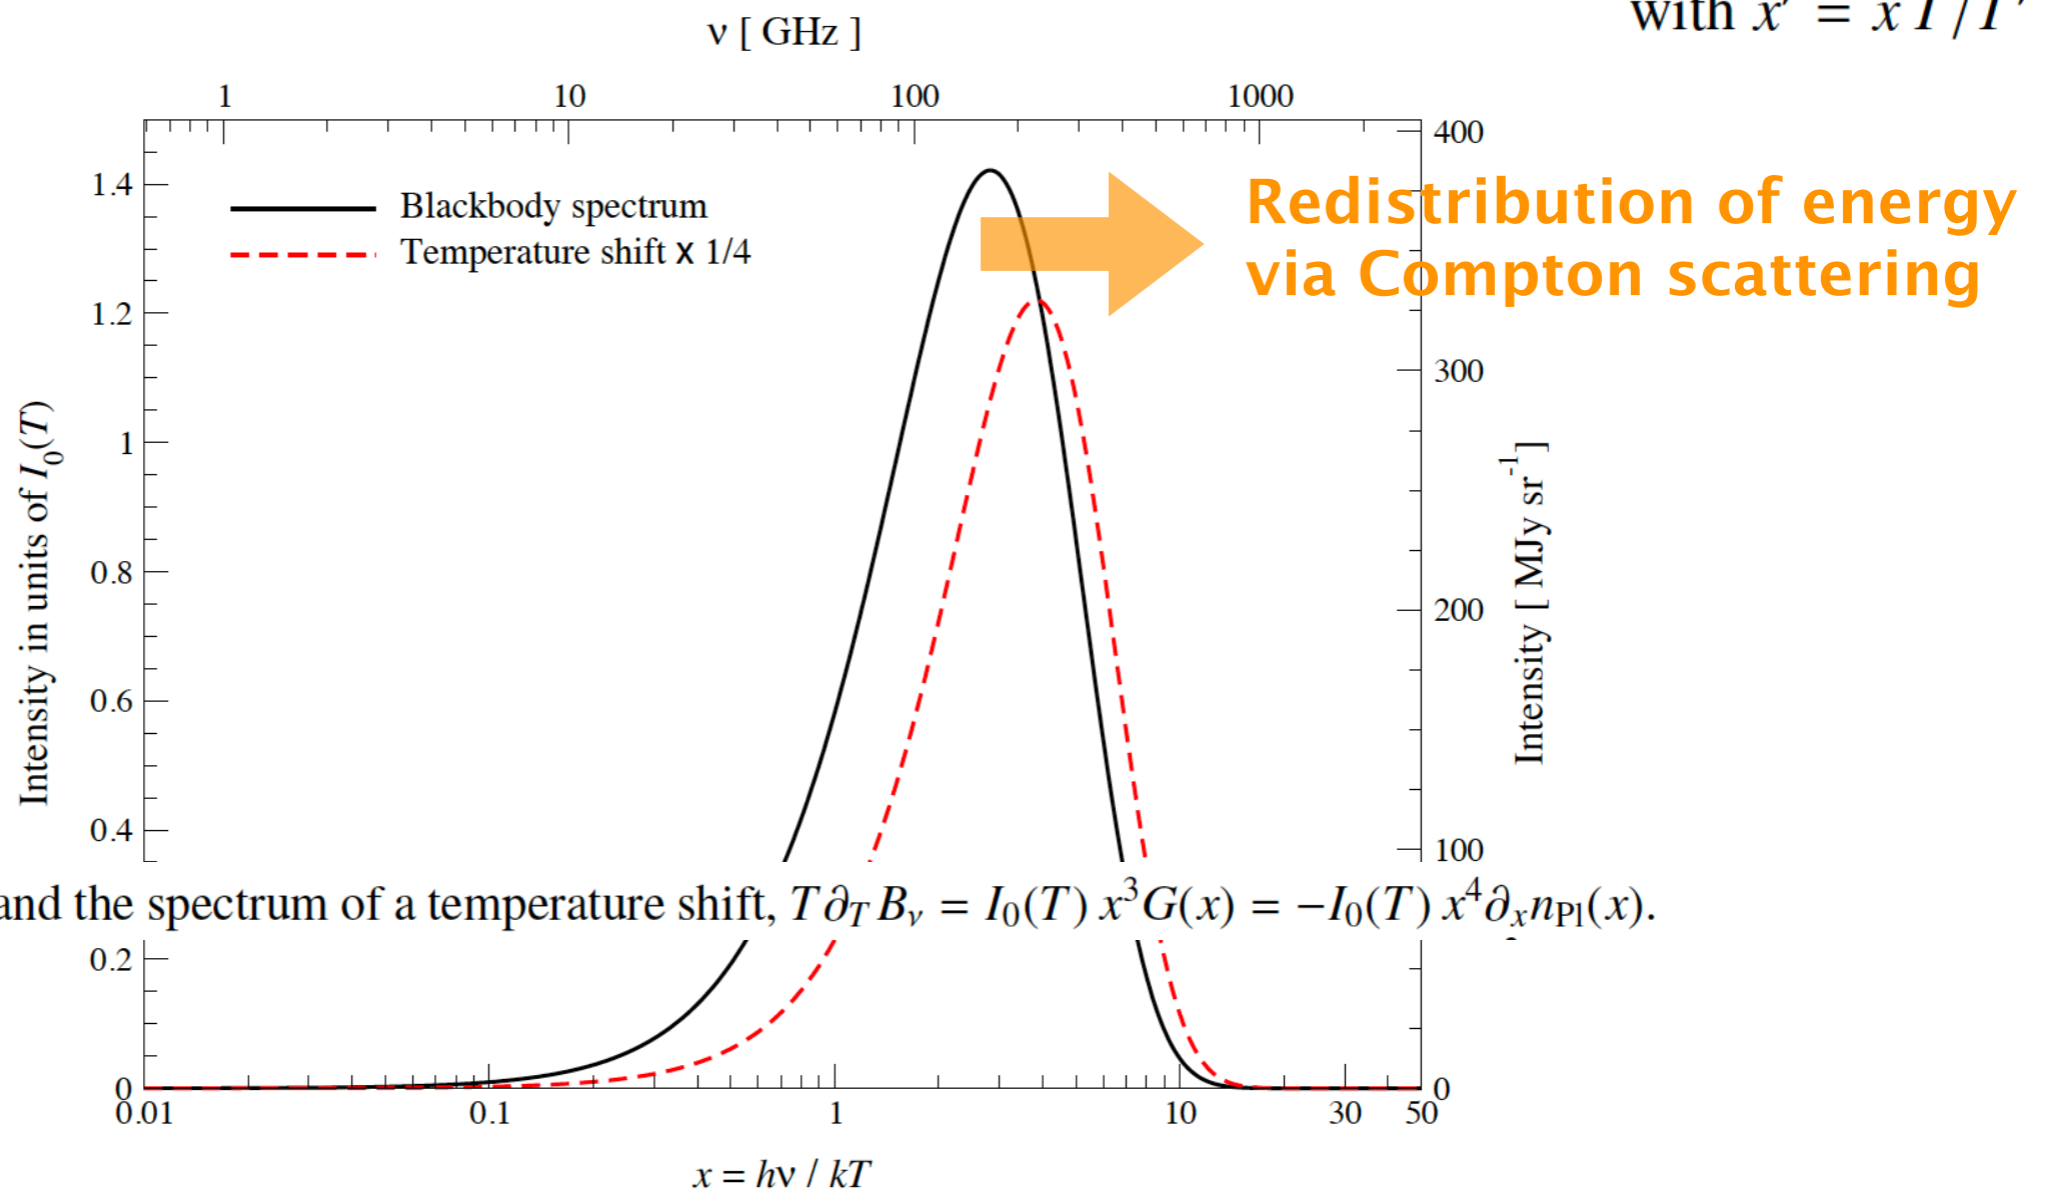 with x′ = x T/T′
ν [ GHz ]
1 10 100 1000
Blackbody spectrum
Temperature shift x 1/4
Redistribution of energy
via Compton scattering
Intensity in units of I₀(T)
1.4
1.2
1
0.8
0.6
0.4
0.2
0
400
300
200
100
0
Intensity [ MJy sr⁻¹ ]
and the spectrum of a temperature shift, T∂_T B_ν = I₀(T) x³G(x) = −I₀(T) x⁴∂ₓn_Pl(x).
0.01 0.1 1 10 30 50
x = hν / kT